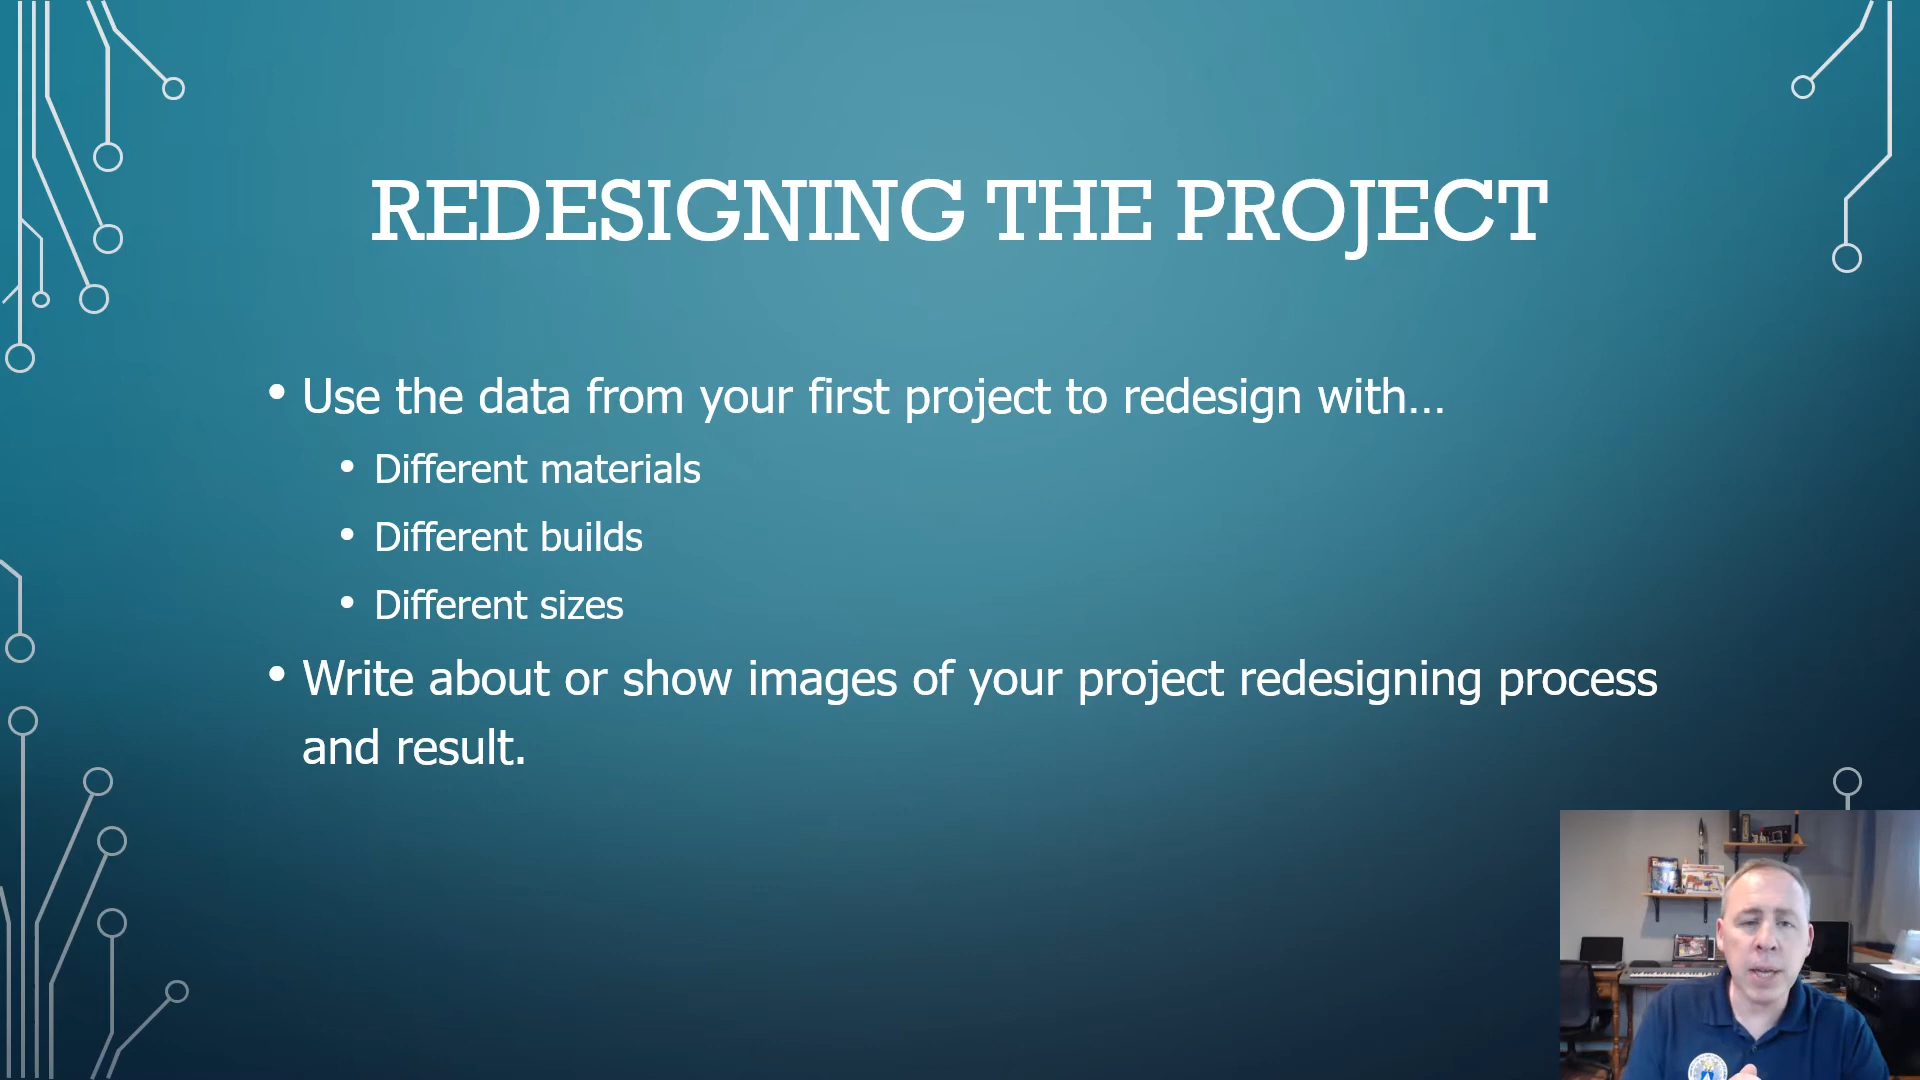 REDESIGNING THE PROJECT
• Use the data from your first project to redesign with...
• Different materials
• Different builds
• Different sizes
• Write about or show images of your project redesigning process
and result.